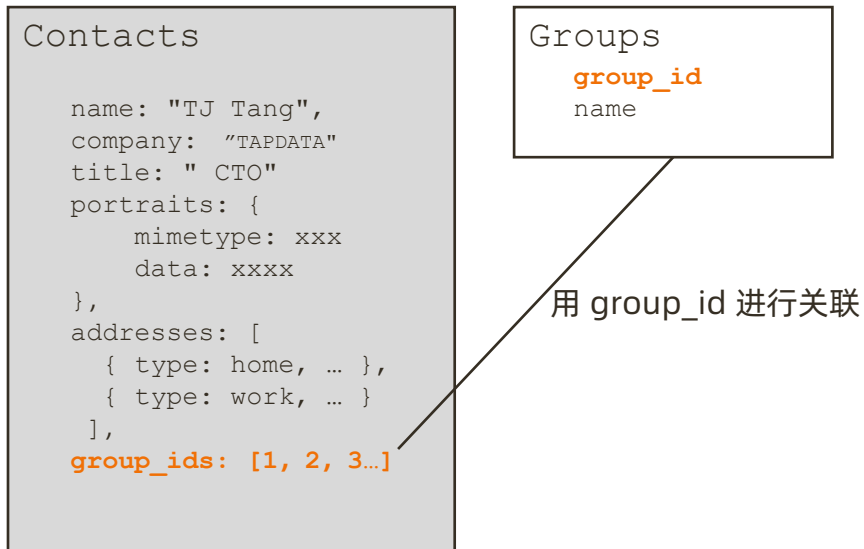 Contacts
name: "TJ Tang",
company: ”TAPDATA"
title: " CTO"
portraits: {
mimetype: xxx
data: xxxx
},
addresses: [
{ type: home, … },
{ type: work, … }
],
group_ids: [1, 2, 3…]
Groups
group_id
name
用 group_id 进行关联